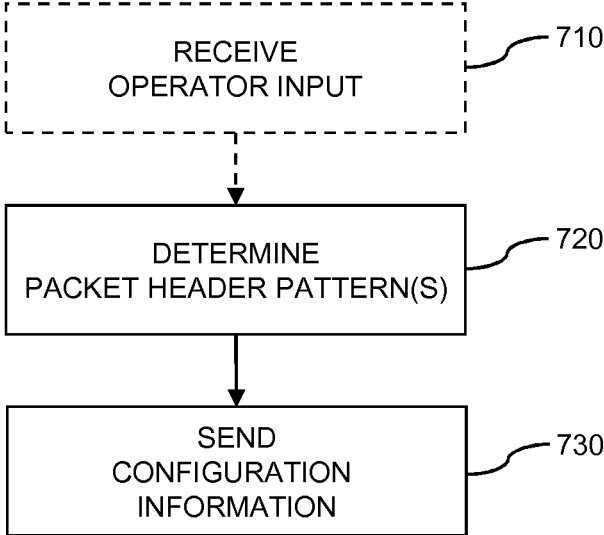 RECEIVE
OPERATOR INPUT
710
DETERMINE
PACKET HEADER PATTERN(S)
720
SEND
CONFIGURATION
INFORMATION
730